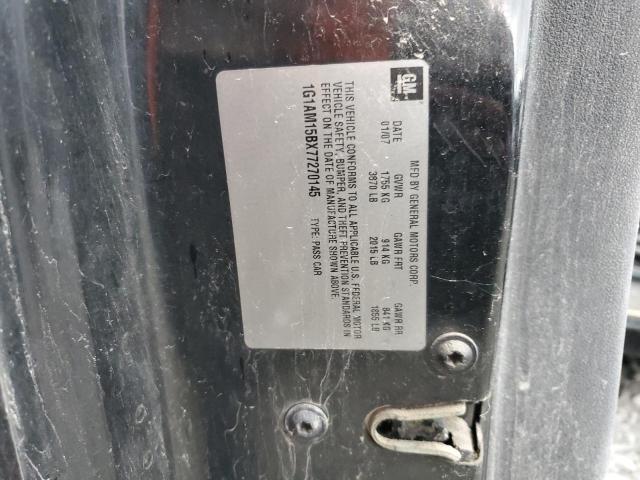 GM
MFD BY GENERAL MOTORS CORP.
DATE GVWR GAWR FRT GAWR RR
01/07 1755 KG 914 KG 841 KG
3870 LB 2015 LB 1855 LB
THIS VEHICLE CONFORMS TO ALL APPLICABLE U.S. FEDERAL MOTOR
VEHICLE SAFETY, BUMPER, AND THEFT PREVENTION STANDARDS IN
EFFECT ON THE DATE OF MANUFACTURE SHOWN ABOVE.
1G1AM15BX77270145 TYPE: PASS CAR